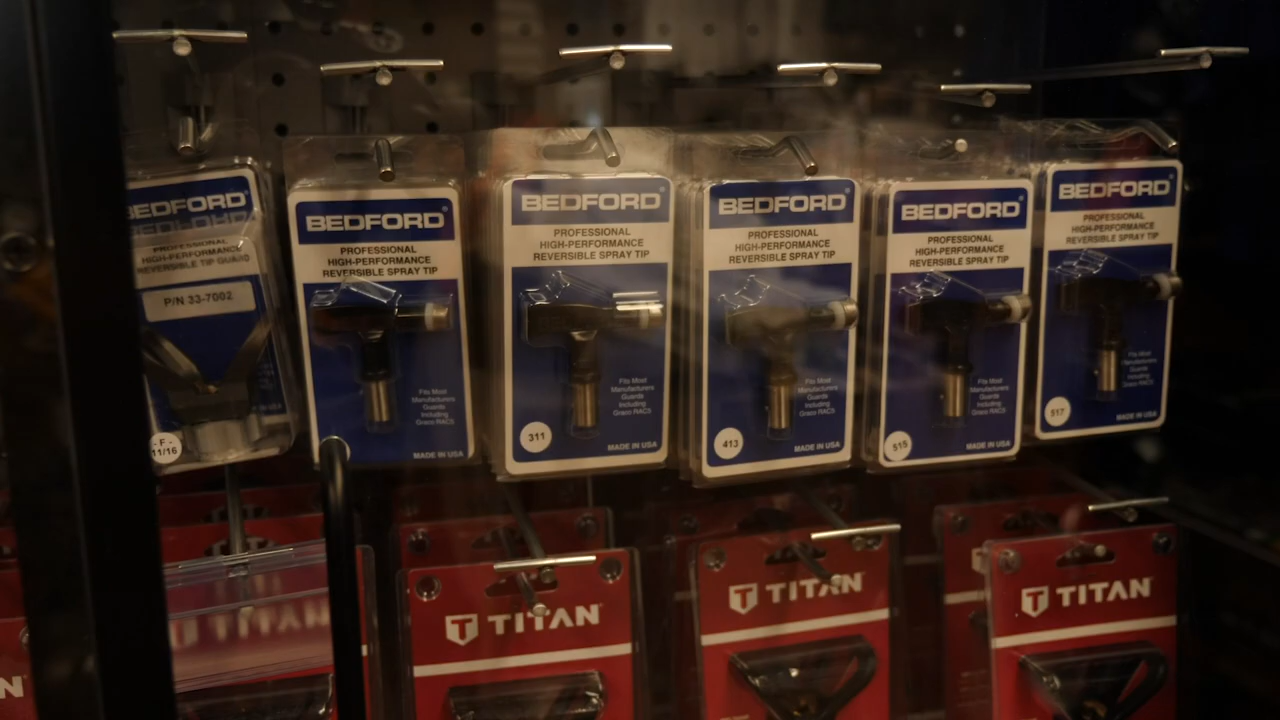 BEDFORD
PROFESSIONAL
HIGH-PERFORMANCE
REVERSIBLE TIP GUARD
P/N 33-7002
- F -
11/16
BEDFORD
PROFESSIONAL
HIGH-PERFORMANCE
REVERSIBLE SPRAY TIP
Fits Most
Manufacturers
Guards
Including
Graco RAC5
MADE IN USA
BEDFORD
PROFESSIONAL
HIGH-PERFORMANCE
REVERSIBLE SPRAY TIP
Fits Most
Manufacturers
Guards
Including
Graco RAC5
311
MADE IN USA
BEDFORD
PROFESSIONAL
HIGH-PERFORMANCE
REVERSIBLE SPRAY TIP
Fits Most
Manufacturers
Guards
Including
Graco RAC5
413
MADE IN USA
BEDFORD
PROFESSIONAL
HIGH-PERFORMANCE
REVERSIBLE SPRAY TIP
Fits Most
Manufacturers
Guards
Including
Graco RAC5
515
MADE IN USA
BEDFORD
PROFESSIONAL
HIGH-PERFORMANCE
REVERSIBLE SPRAY TIP
Fits Most
Manufacturers
Guards
Including
Graco RAC5
517
MADE IN USA
N
TITAN
TITAN
TITAN
TITAN